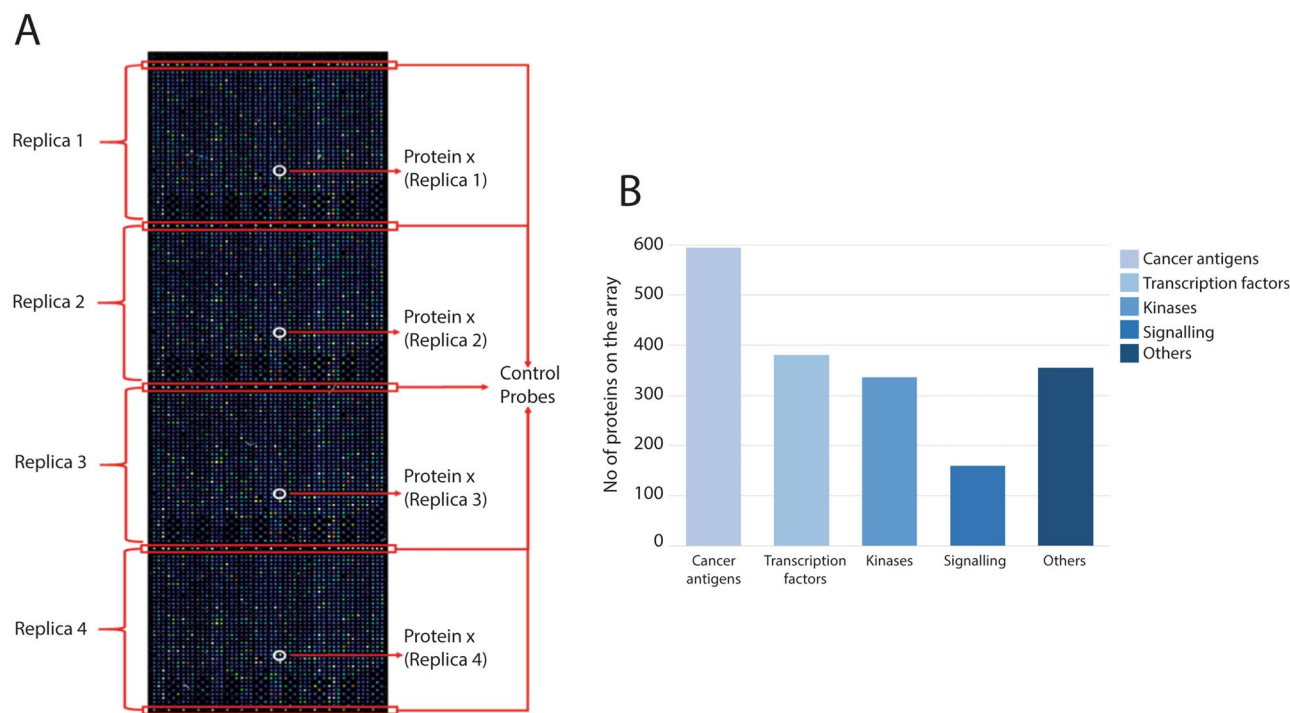 A
Replica 1
Protein x
(Replica 1)
Replica 2
Protein x
(Replica 2)
Control
Probes
Replica 3
Protein x
(Replica 3)
Replica 4
Protein x
(Replica 4)
B
No of proteins on the array
600
500
400
300
200
100
0
Cancer
antigens
Transcription
factors
Kinases
Signalling
Others
Cancer antigens
Transcription factors
Kinases
Signalling
Others